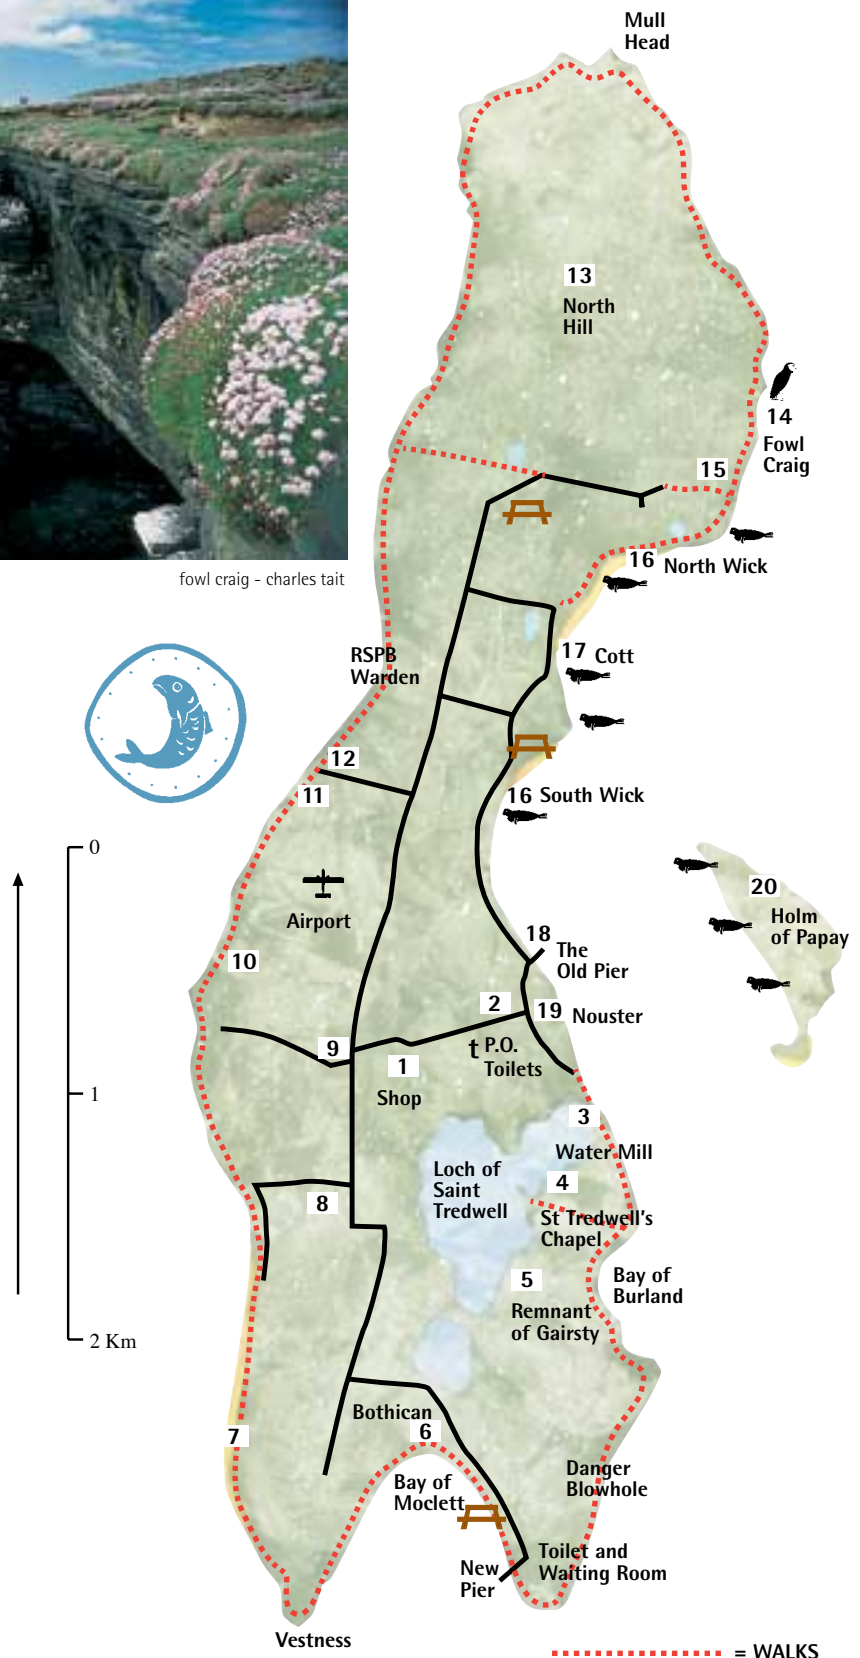 Mull
Head
13
North
Hill
14
Fowl
Craig
15
16 North Wick
fowl craig - charles tait
17 Cott
RSPB
Warden
12
11
16 South Wick
0
20
Holm
of Papay
Airport
10
18
The
Old Pier
2
19 Nouster
9
t P.O.
Toilets
1
Shop
1
3
Water Mill
Loch of
Saint
Tredwell
4
8
St Tredwell's
Chapel
5
Bay of
Burland
Remnant
of Gairsty
2 Km
Bothican
6
7
Bay of
Moclett
Danger
Blowhole
New
Pier
Toilet and
Waiting Room
Vestness
= WALKS